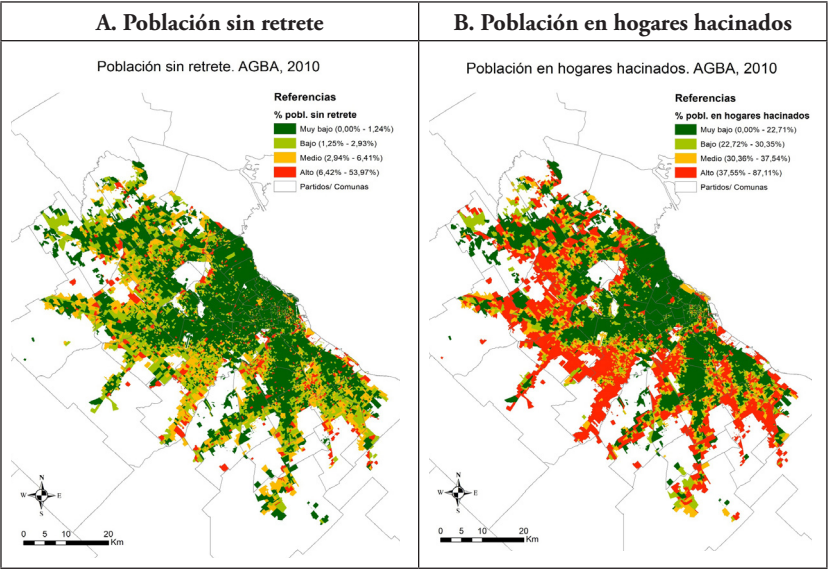 A. Población sin retrete
Población sin retrete. AGBA, 2010
Referencias
% pobl. sin retrete
Muy bajo (0,00% - 1,24%)
Bajo (1,25% - 2,93%)
Medio (2,94% - 6,41%)
Alto (6,42% - 53,97%)
Partidos/ Comunas
N
W E
S
0 5 10 20
Km
B. Población en hogares hacinados
Población en hogares hacinados. AGBA, 2010
Referencias
% pobl. en hogares hacinados
Muy bajo (0,00% - 22,71%)
Bajo (22,72% - 30,35%)
Medio (30,36% - 37,54%)
Alto (37,55% - 87,11%)
Partidos/ Comunas
N
W E
S
0 5 10 20
Km